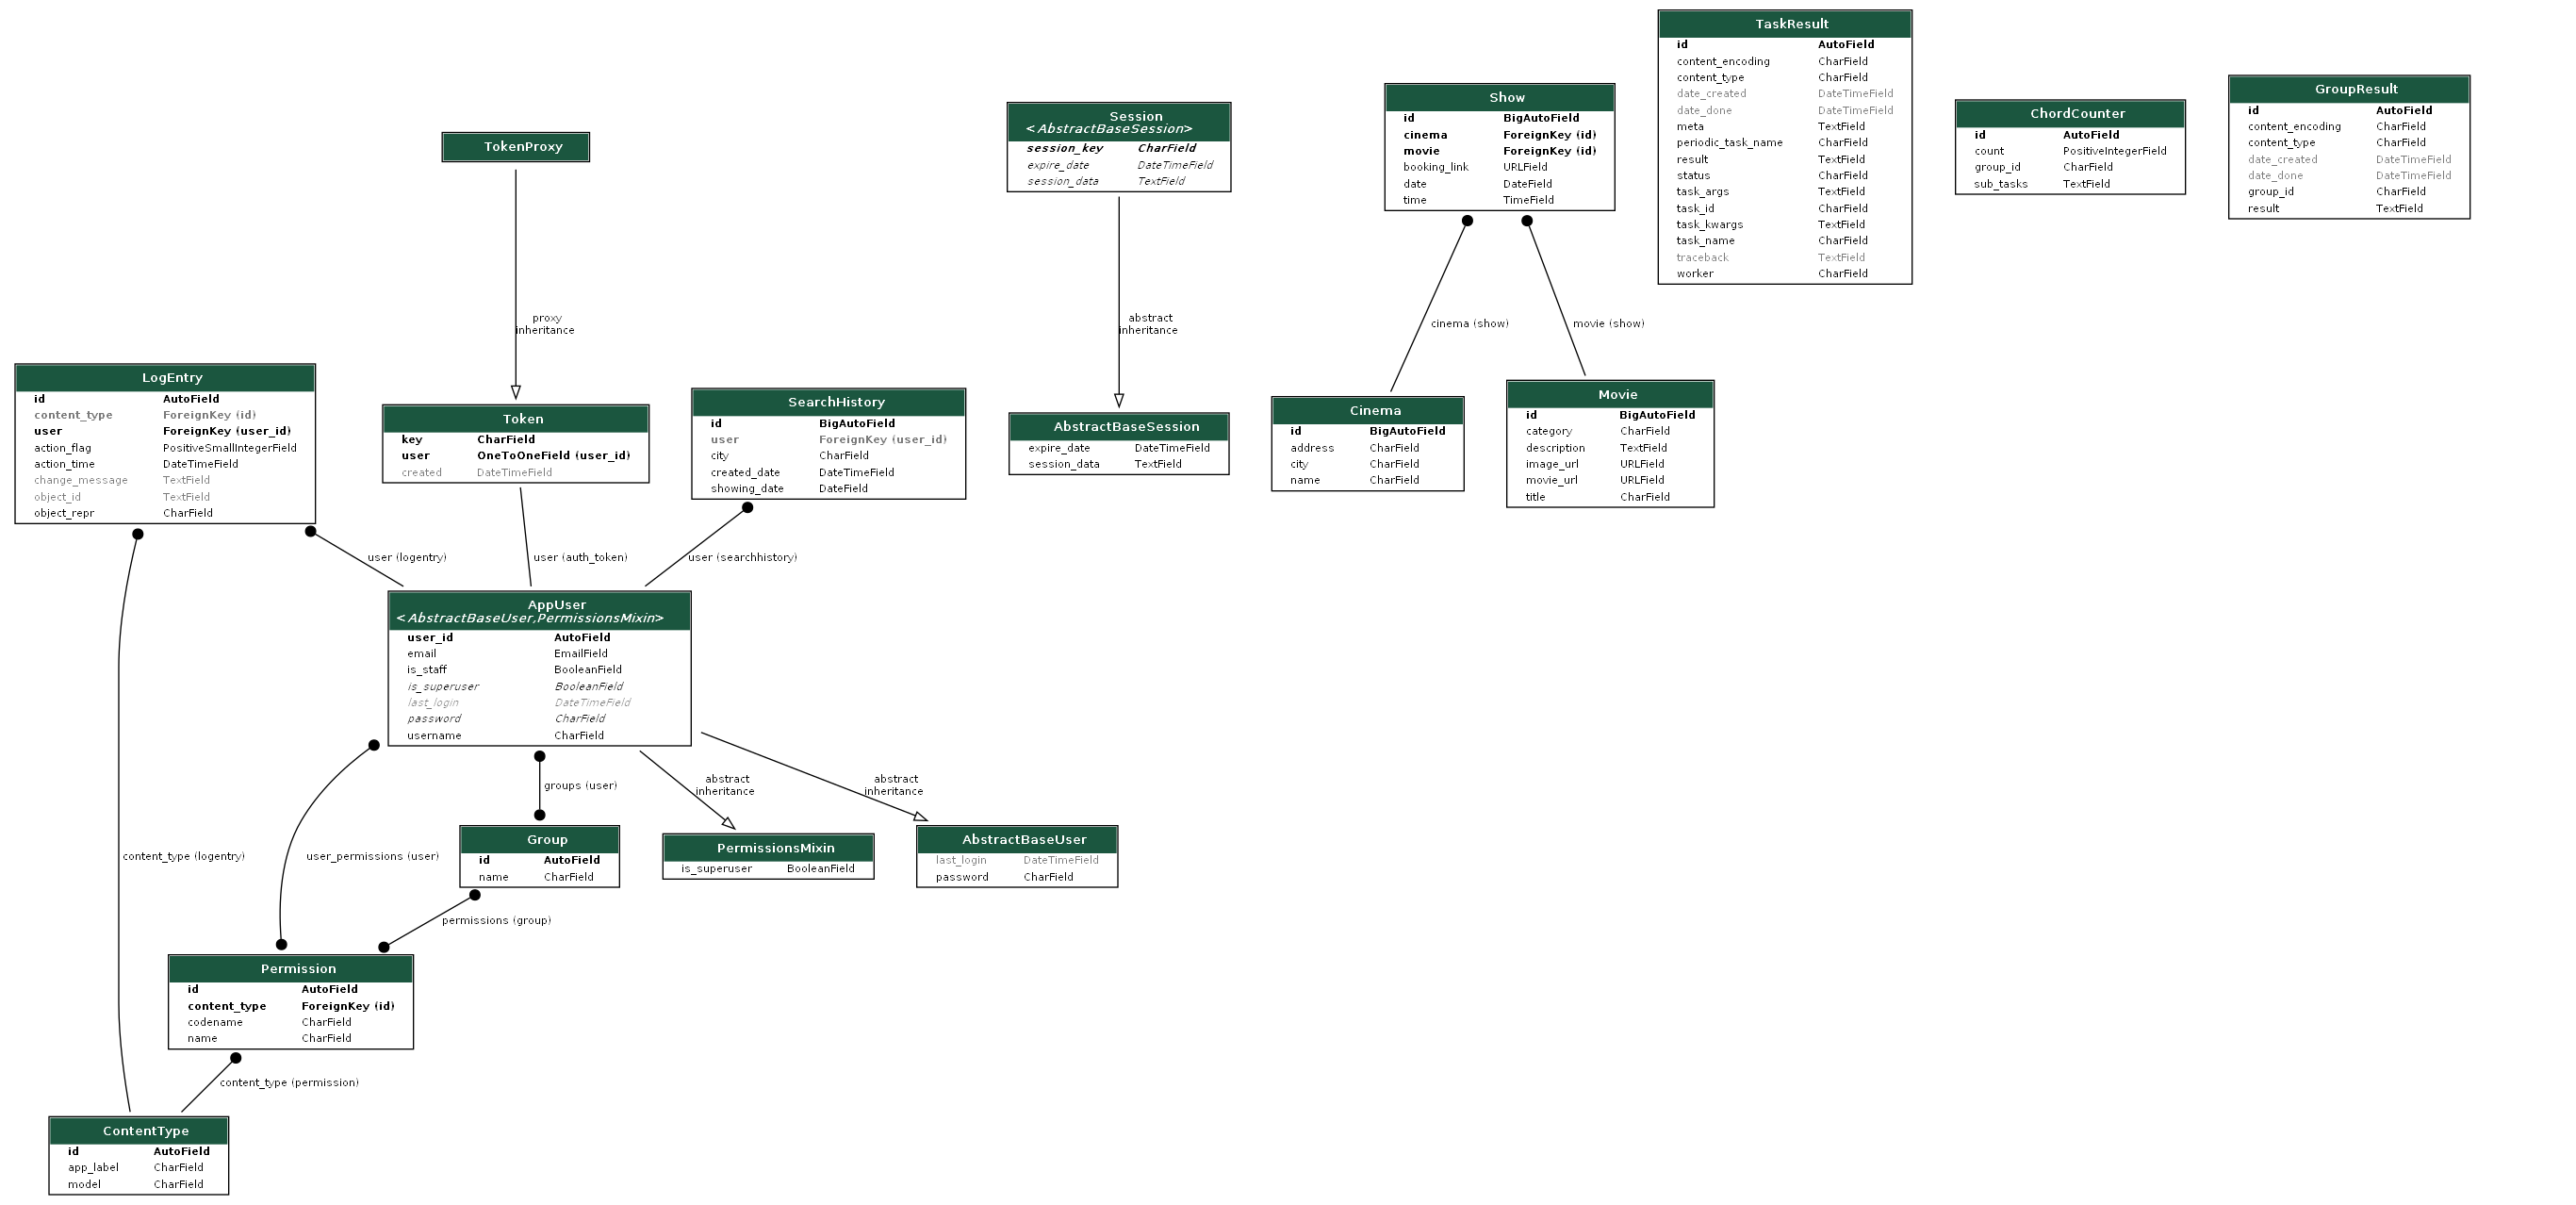 TaskResult
id AutoField
content_encoding CharField
content_type CharField
date_created DateTimeField
date_done DateTimeField
meta TextField
periodic_task_name CharField
result TextField
status CharField
task_args TextField
task_id CharField
task_kwargs TextField
task_name CharField
traceback TextField
worker CharField
GroupResult
id AutoField
content_encoding CharField
content_type CharField
date_created DateTimeField
date_done DateTimeField
group_id CharField
result TextField
Show
id BigAutoField
cinema ForeignKey (id)
movie ForeignKey (id)
booking_link URLField
date DateField
time TimeField
ChordCounter
id AutoField
count PositiveIntegerField
group_id CharField
sub_tasks TextField
Session
<AbstractBaseSession>
session_key CharField
expire_date DateTimeField
session_data TextField
TokenProxy
proxy
inheritance
abstract
inheritance
cinema (show)
movie (show)
LogEntry
id AutoField
content_type ForeignKey (id)
user ForeignKey (user_id)
action_flag PositiveSmallIntegerField
action_time DateTimeField
change_message TextField
object_id TextField
object_repr CharField
Token
key CharField
user OneToOneField (user_id)
created DateTimeField
SearchHistory
id BigAutoField
user ForeignKey (user_id)
city CharField
created_date DateTimeField
showing_date DateField
AbstractBaseSession
expire_date DateTimeField
session_data TextField
Cinema
id BigAutoField
address CharField
city CharField
name CharField
Movie
id BigAutoField
category CharField
description TextField
image_url URLField
movie_url URLField
title CharField
user (logentry)
user (auth_token)
user (searchhistory)
AppUser
<AbstractBaseUser,PermissionsMixin>
user_id AutoField
email EmailField
is_staff BooleanField
is_superuser BooleanField
last_login DateTimeField
password CharField
username CharField
groups (user)
abstract
inheritance
abstract
inheritance
content_type (logentry)
user_permissions (user)
Group
id AutoField
name CharField
PermissionsMixin
is_superuser BooleanField
AbstractBaseUser
last_login DateTimeField
password CharField
permissions (group)
Permission
id AutoField
content_type ForeignKey (id)
codename CharField
name CharField
content_type (permission)
ContentType
id AutoField
app_label CharField
model CharField